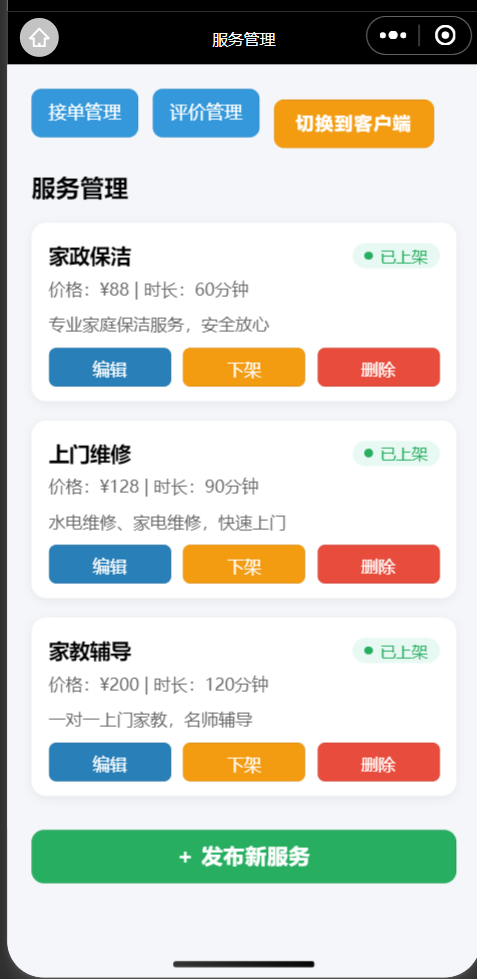 服务管理
接单管理 评价管理 切换到客户端
服务管理
家政保洁 已上架
价格：¥88 | 时长：60分钟
专业家庭保洁服务，安全放心
编辑 下架 删除
上门维修 已上架
价格：¥128 | 时长：90分钟
水电维修、家电维修，快速上门
编辑 下架 删除
家教辅导 已上架
价格：¥200 | 时长：120分钟
一对一上门家教，名师辅导
编辑 下架 删除
+ 发布新服务